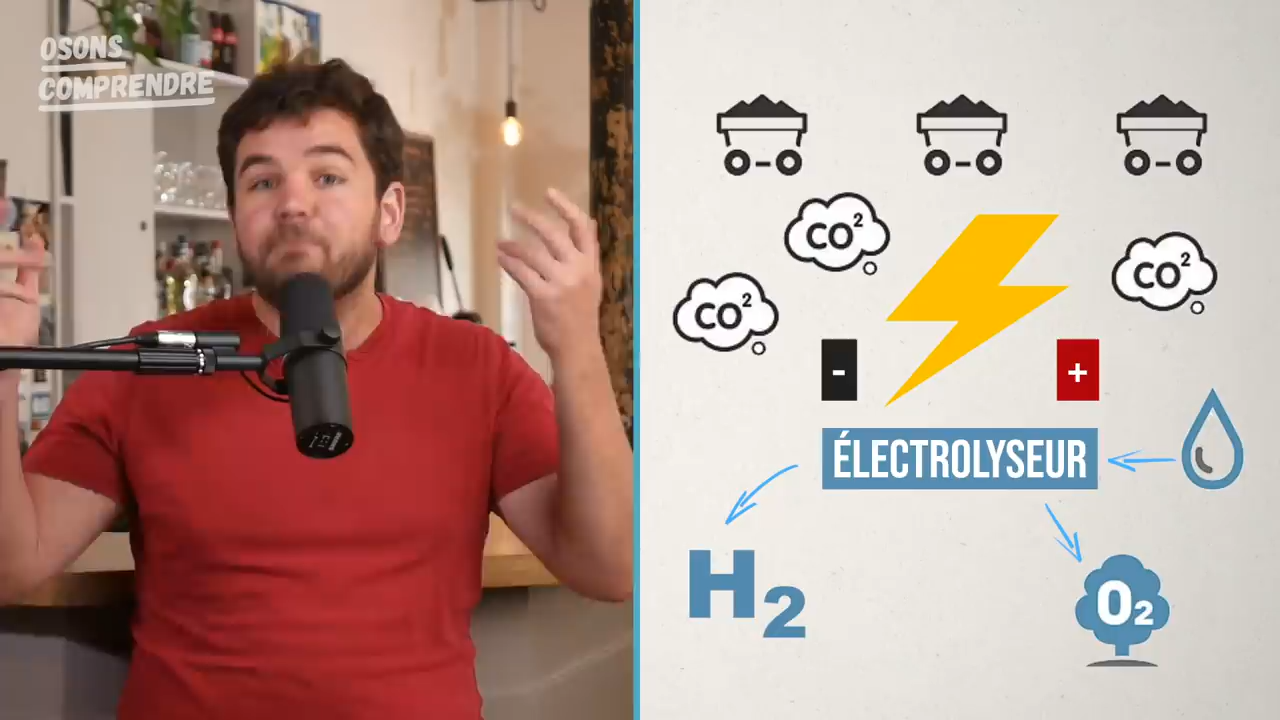 OSONS
COMPRENDRE
CO²
CO²
CO²
-
+
ÉLECTROLYSEUR
H₂
O₂